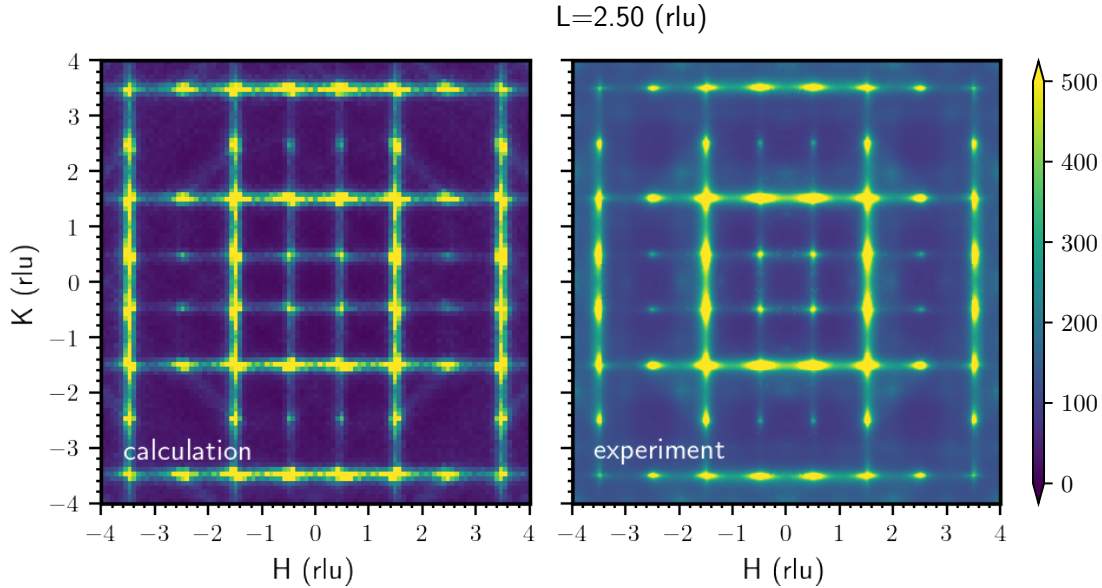 L=2.50 (rlu)
4
3
2
1
0
−1
−2
−3
−4
K (rlu)
calculation
experiment
−4 −3 −2 −1 0 1 2 3 4
−4 −3 −2 −1 0 1 2 3 4
H (rlu)
H (rlu)
500
400
300
200
100
0